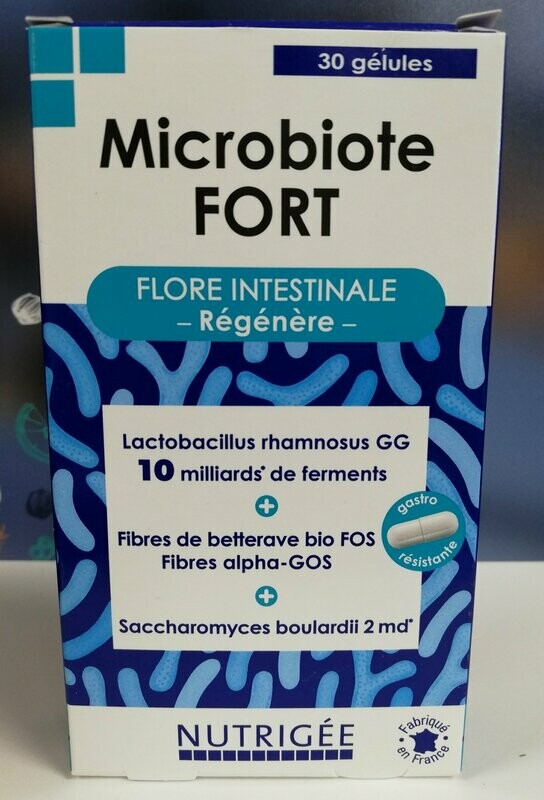 30 gélules
Microbiote
FORT
FLORE INTESTINALE
– Régénère –
Lactobacillus rhamnosus GG
10 milliards* de ferments
+
Fibres de betterave bio FOS
Fibres alpha-GOS
gastro
résistante
+
Saccharomyces boulardii 2 md*
NUTRIGÉE
Fabriqué
en France